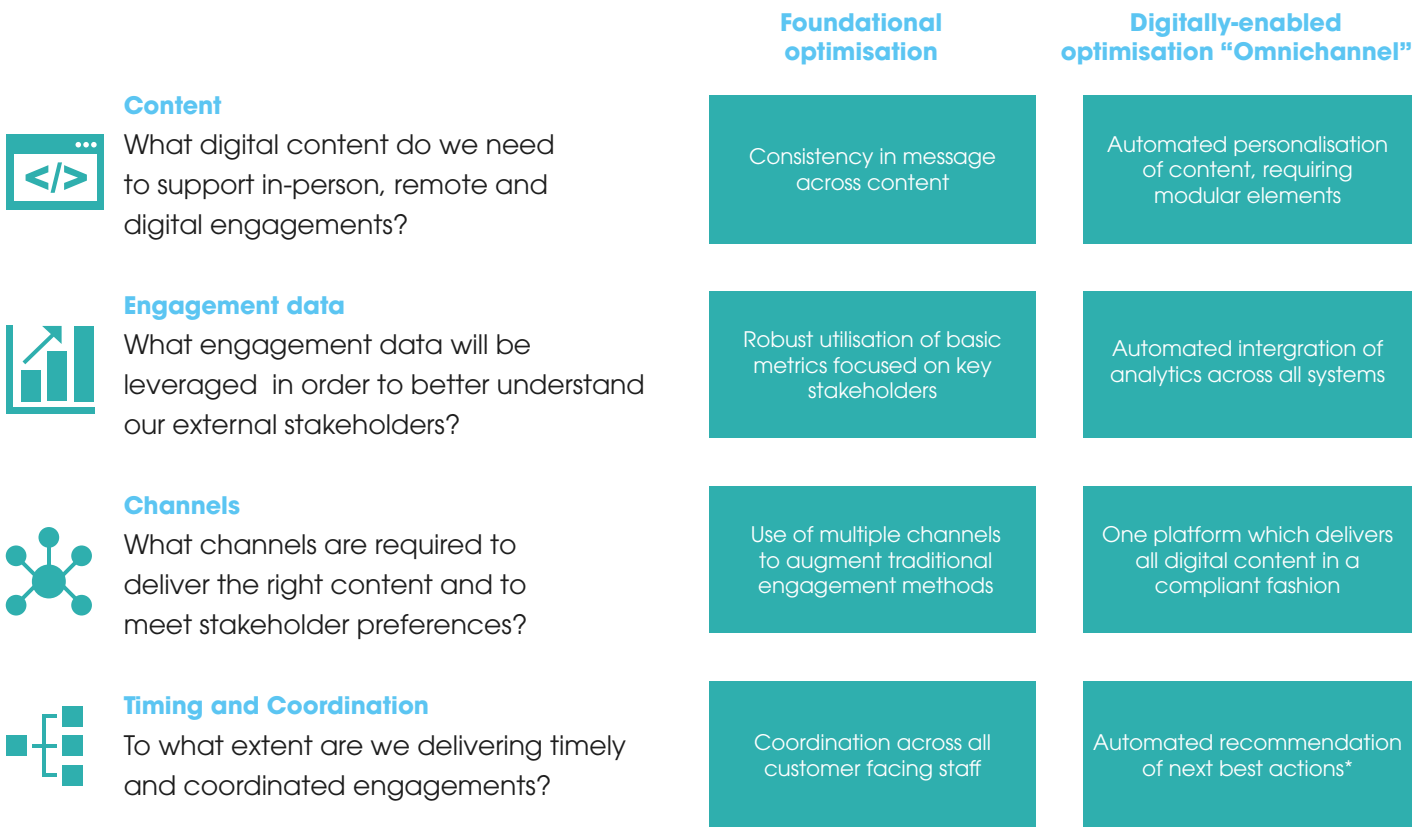 Foundational
optimisation
Digitally-enabled
optimisation “Omnichannel”
Content
What digital content do we need
to support in-person, remote and
digital engagements?
Consistency in message
across content
Automated personalisation
of content, requiring
modular elements
</>
Engagement data
What engagement data will be
leveraged in order to better understand
our external stakeholders?
Robust utilisation of basic
metrics focused on key
stakeholders
Automated intergration of
analytics across all systems
Channels
What channels are required to
deliver the right content and to
meet stakeholder preferences?
Use of multiple channels
to augment traditional
engagement methods
One platform which delivers
all digital content in a
compliant fashion
Timing and Coordination
To what extent are we delivering timely
and coordinated engagements?
Coordination across all
customer facing staff
Automated recommendation
of next best actions*